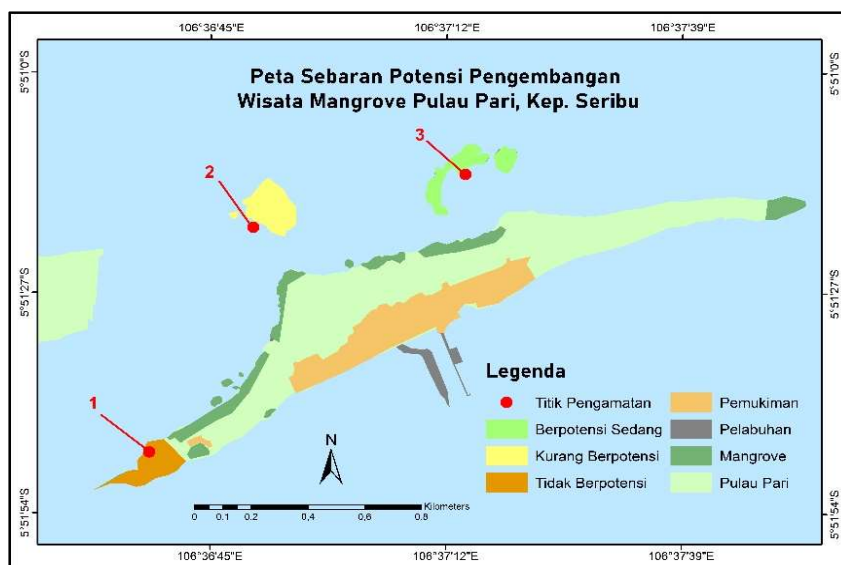 106°36'45"E 106°37'12"E 106°37'39"E
5°51'0"S 5°51'0"S
Peta Sebaran Potensi Pengembangan
Wisata Mangrove Pulau Pari, Kep. Seribu
3
2
5°51'27"S 5°51'27"S
Legenda
1
Titik Pengamatan
Berpotensi Sedang
Kurang Berpotensi
Tidak Berpotensi
Pemukiman
Pelabuhan
Mangrove
Pulau Pari
N
Kilometers
0 0,1 0,2 0,4 0,6 0,8
5°51'54"S 5°51'54"S
106°36'45"E 106°37'12"E 106°37'39"E